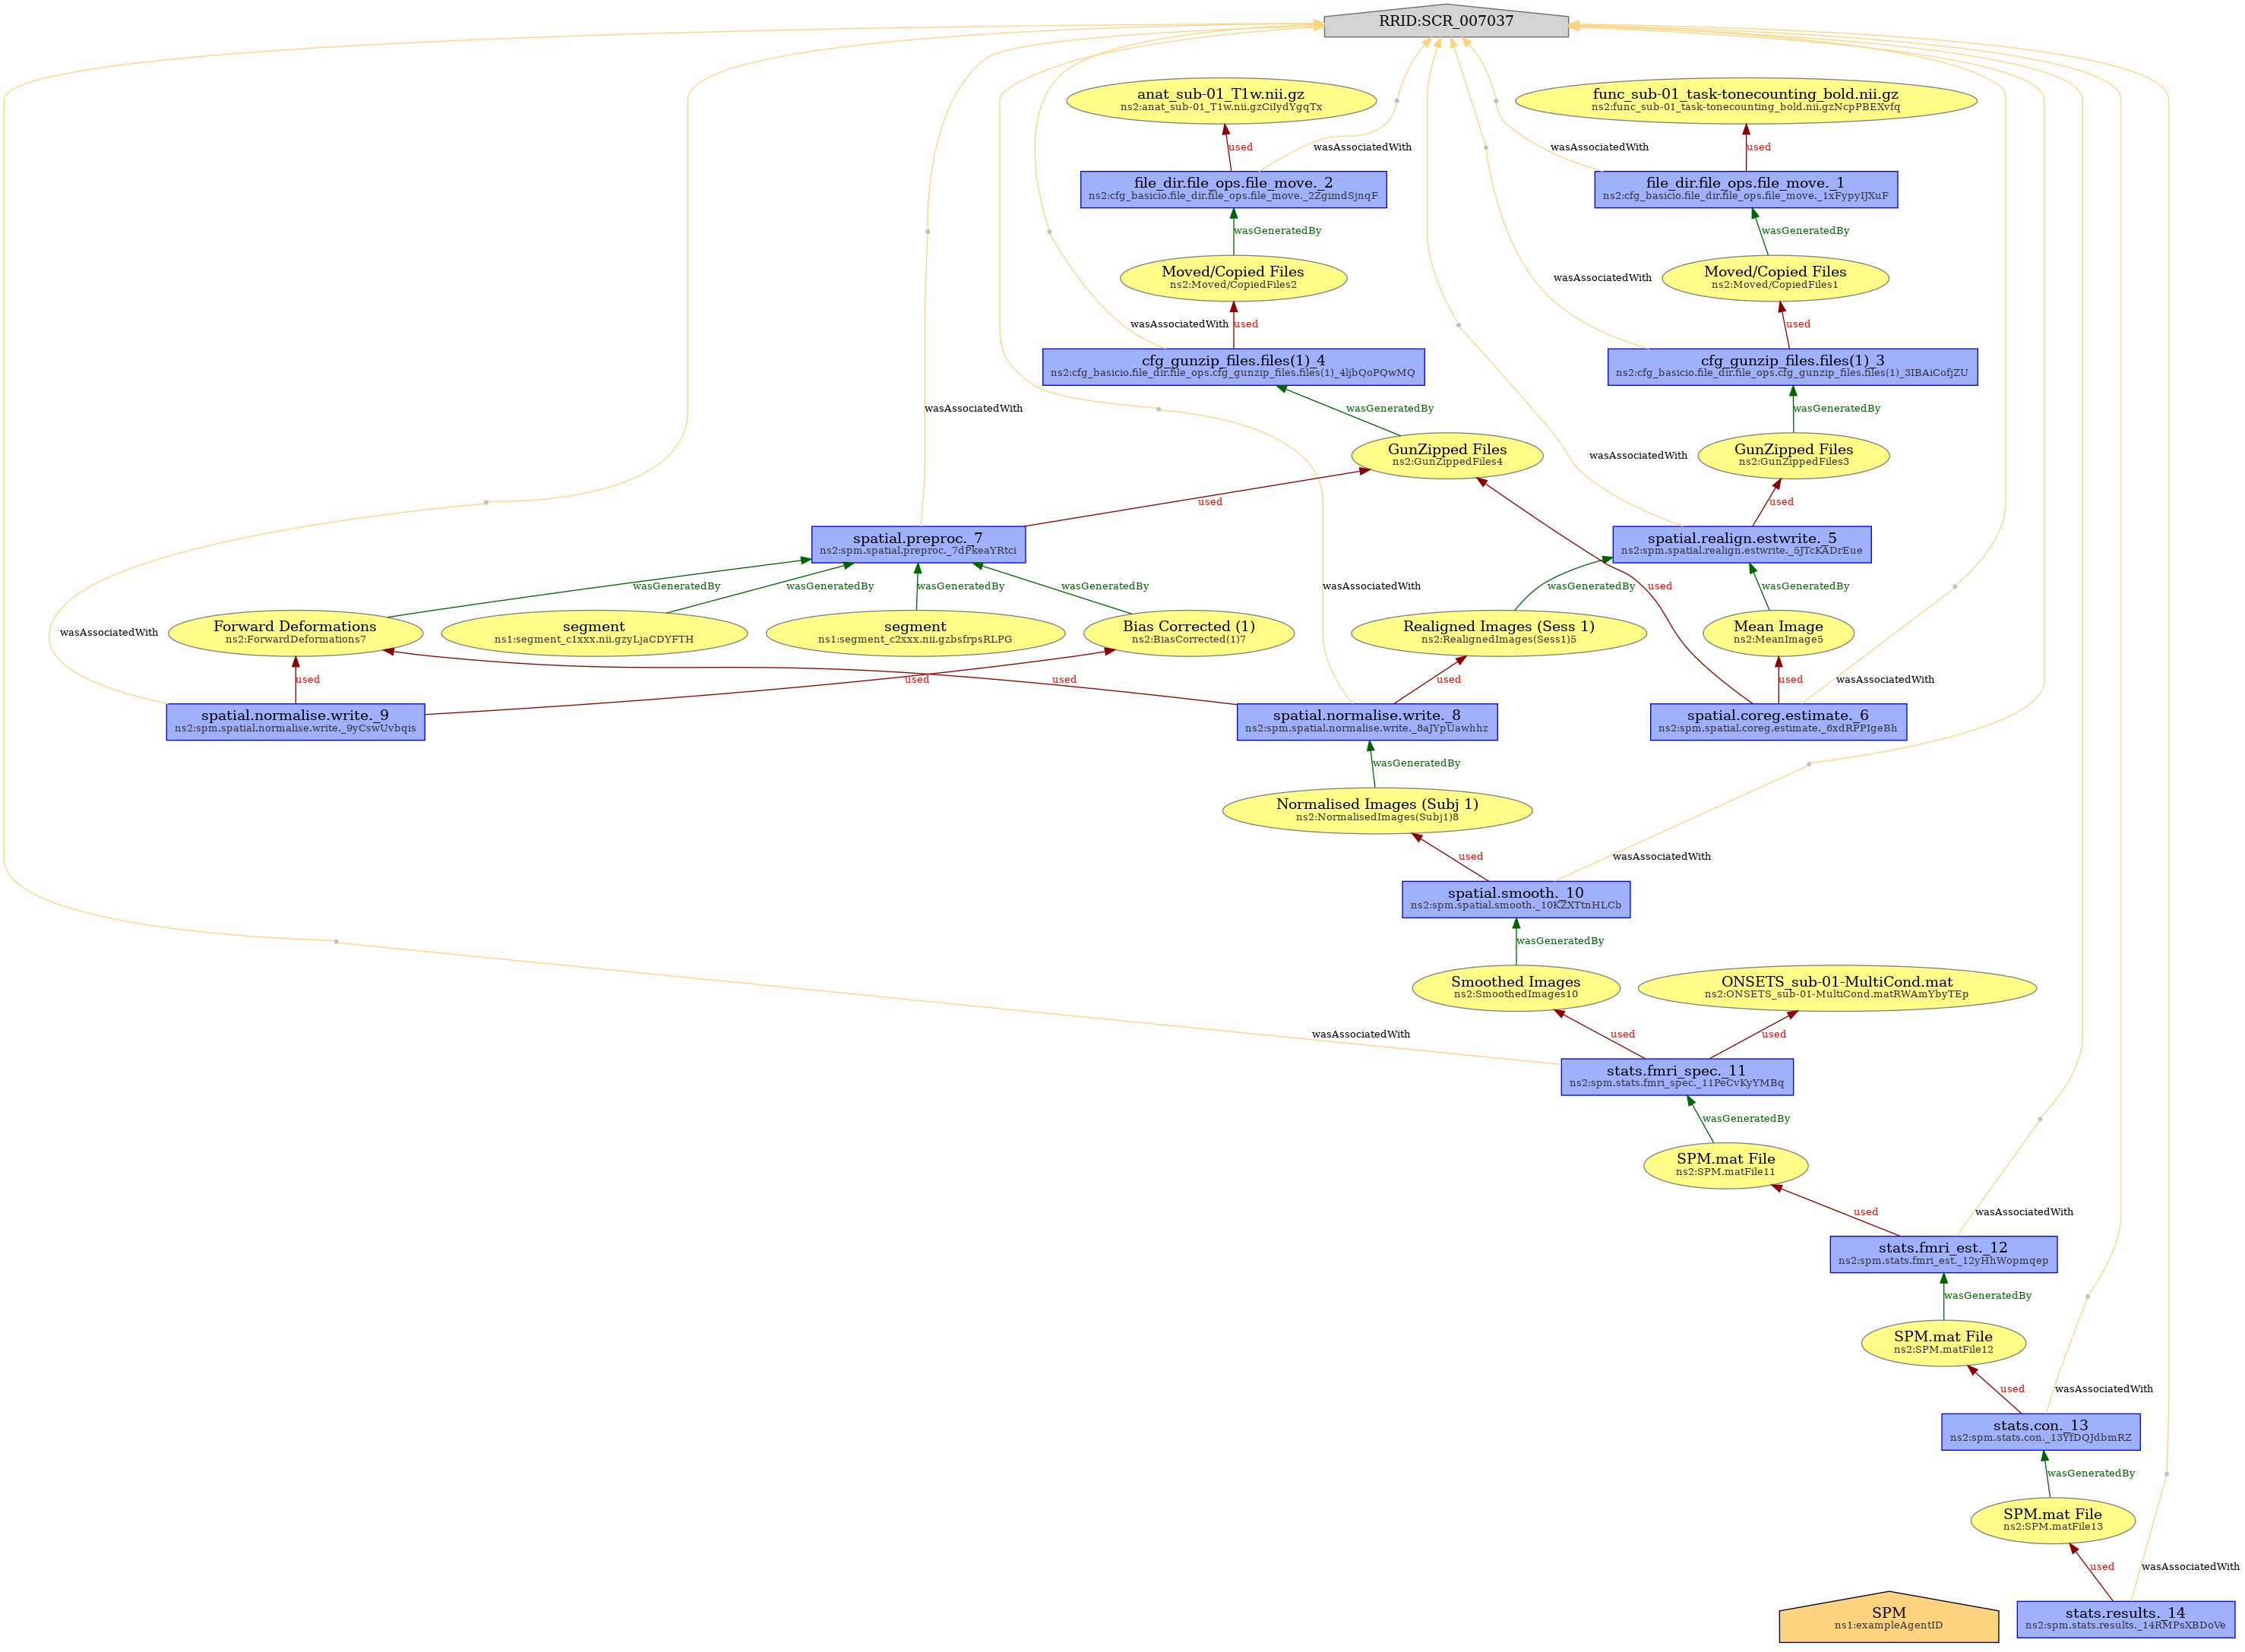 RRID:SCR_007037
anat_sub-01_T1w.nii.gz
ns2:anat_sub-01_T1w.nii.gzCiIydYgqTx
func_sub-01_task-tonecounting_bold.nii.gz
ns2:func_sub-01_task-tonecounting_bold.nii.gzNcpPBEXvfq
used
wasAssociatedWith
wasAssociatedWith
used
file_dir.file_ops.file_move._2
ns2:cfg_basicio.file_dir.file_ops.file_move._2ZgimdSjnqF
file_dir.file_ops.file_move._1
ns2:cfg_basicio.file_dir.file_ops.file_move._1xFypyIJXuF
wasGeneratedBy
wasGeneratedBy
Moved/Copied Files
ns2:Moved/CopiedFiles2
wasAssociatedWith
Moved/Copied Files
ns2:Moved/CopiedFiles1
wasAssociatedWith
used
used
cfg_gunzip_files.files(1)_4
ns2:cfg_basicio.file_dir.file_ops.cfg_gunzip_files.files(1)_4ljbQoPQwMQ
cfg_gunzip_files.files(1)_3
ns2:cfg_basicio.file_dir.file_ops.cfg_gunzip_files.files(1)_3IBAiCofjZU
wasAssociatedWith
wasGeneratedBy
wasGeneratedBy
GunZipped Files
ns2:GunZippedFiles4
wasAssociatedWith
GunZipped Files
ns2:GunZippedFiles3
used
used
spatial.preproc._7
ns2:spm.spatial.preproc._7dPkeaYRtci
spatial.realign.estwrite._5
ns2:spm.spatial.realign.estwrite._5JTcKADrEue
wasGeneratedBy
wasGeneratedBy
wasGeneratedBy
wasGeneratedBy
wasAssociatedWith
wasGeneratedBy
used
wasGeneratedBy
wasAssociatedWith
Forward Deformations
ns2:ForwardDeformations7
segment
ns1:segment_c1xxx.nii.gzyLjaCDYFTH
segment
ns1:segment_c2xxx.nii.gzbsfrpsRLPG
Bias Corrected (1)
ns2:BiasCorrected(1)7
Realigned Images (Sess 1)
ns2:RealignedImages(Sess1)5
Mean Image
ns2:MeanImage5
used
used
used
used
used
wasAssociatedWith
spatial.normalise.write._9
ns2:spm.spatial.normalise.write._9yCswUvbqis
spatial.normalise.write._8
ns2:spm.spatial.normalise.write._8aJYpUawhhz
spatial.coreg.estimate._6
ns2:spm.spatial.coreg.estimate._6xdRPPIgeBh
wasGeneratedBy
Normalised Images (Subj 1)
ns2:NormalisedImages(Subj1)8
used
wasAssociatedWith
spatial.smooth._10
ns2:spm.spatial.smooth._10KZXTtnHLCb
wasGeneratedBy
Smoothed Images
ns2:SmoothedImages10
ONSETS_sub-01-MultiCond.mat
ns2:ONSETS_sub-01-MultiCond.matRWAmYbyTEp
wasAssociatedWith
used
used
stats.fmri_spec._11
ns2:spm.stats.fmri_spec._11PeCvKyYMBq
wasGeneratedBy
SPM.mat File
ns2:SPM.matFile11
used
wasAssociatedWith
stats.fmri_est._12
ns2:spm.stats.fmri_est._12yHhWopmqep
wasGeneratedBy
SPM.mat File
ns2:SPM.matFile12
used
wasAssociatedWith
stats.con._13
ns2:spm.stats.con._13YfDQJdbmRZ
wasGeneratedBy
SPM.mat File
ns2:SPM.matFile13
used
wasAssociatedWith
SPM
ns1:exampleAgentID
stats.results._14
ns2:spm.stats.results._14RMPsXBDoVe